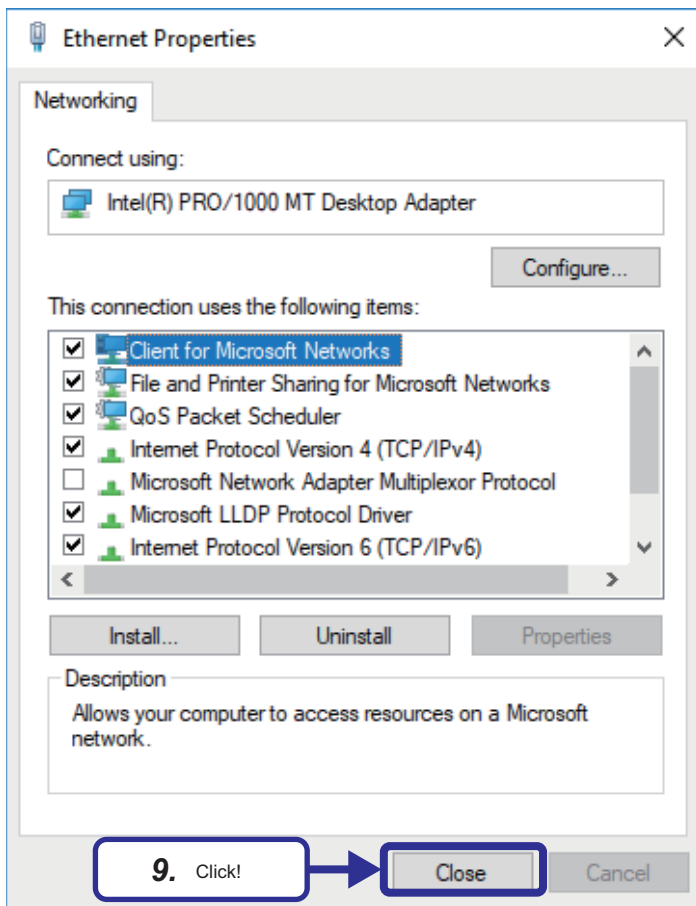 Ethernet Properties
Networking
Connect using:
Intel(R) PRO/1000 MT Desktop Adapter
Configure...
This connection uses the following items:
Client for Microsoft Networks
File and Printer Sharing for Microsoft Networks
QoS Packet Scheduler
Internet Protocol Version 4 (TCP/IPv4)
Microsoft Network Adapter Multiplexor Protocol
Microsoft LLDP Protocol Driver
Internet Protocol Version 6 (TCP/IPv6)
Install... Uninstall Properties
Description
Allows your computer to access resources on a Microsoft
network.
9. Click! Close Cancel